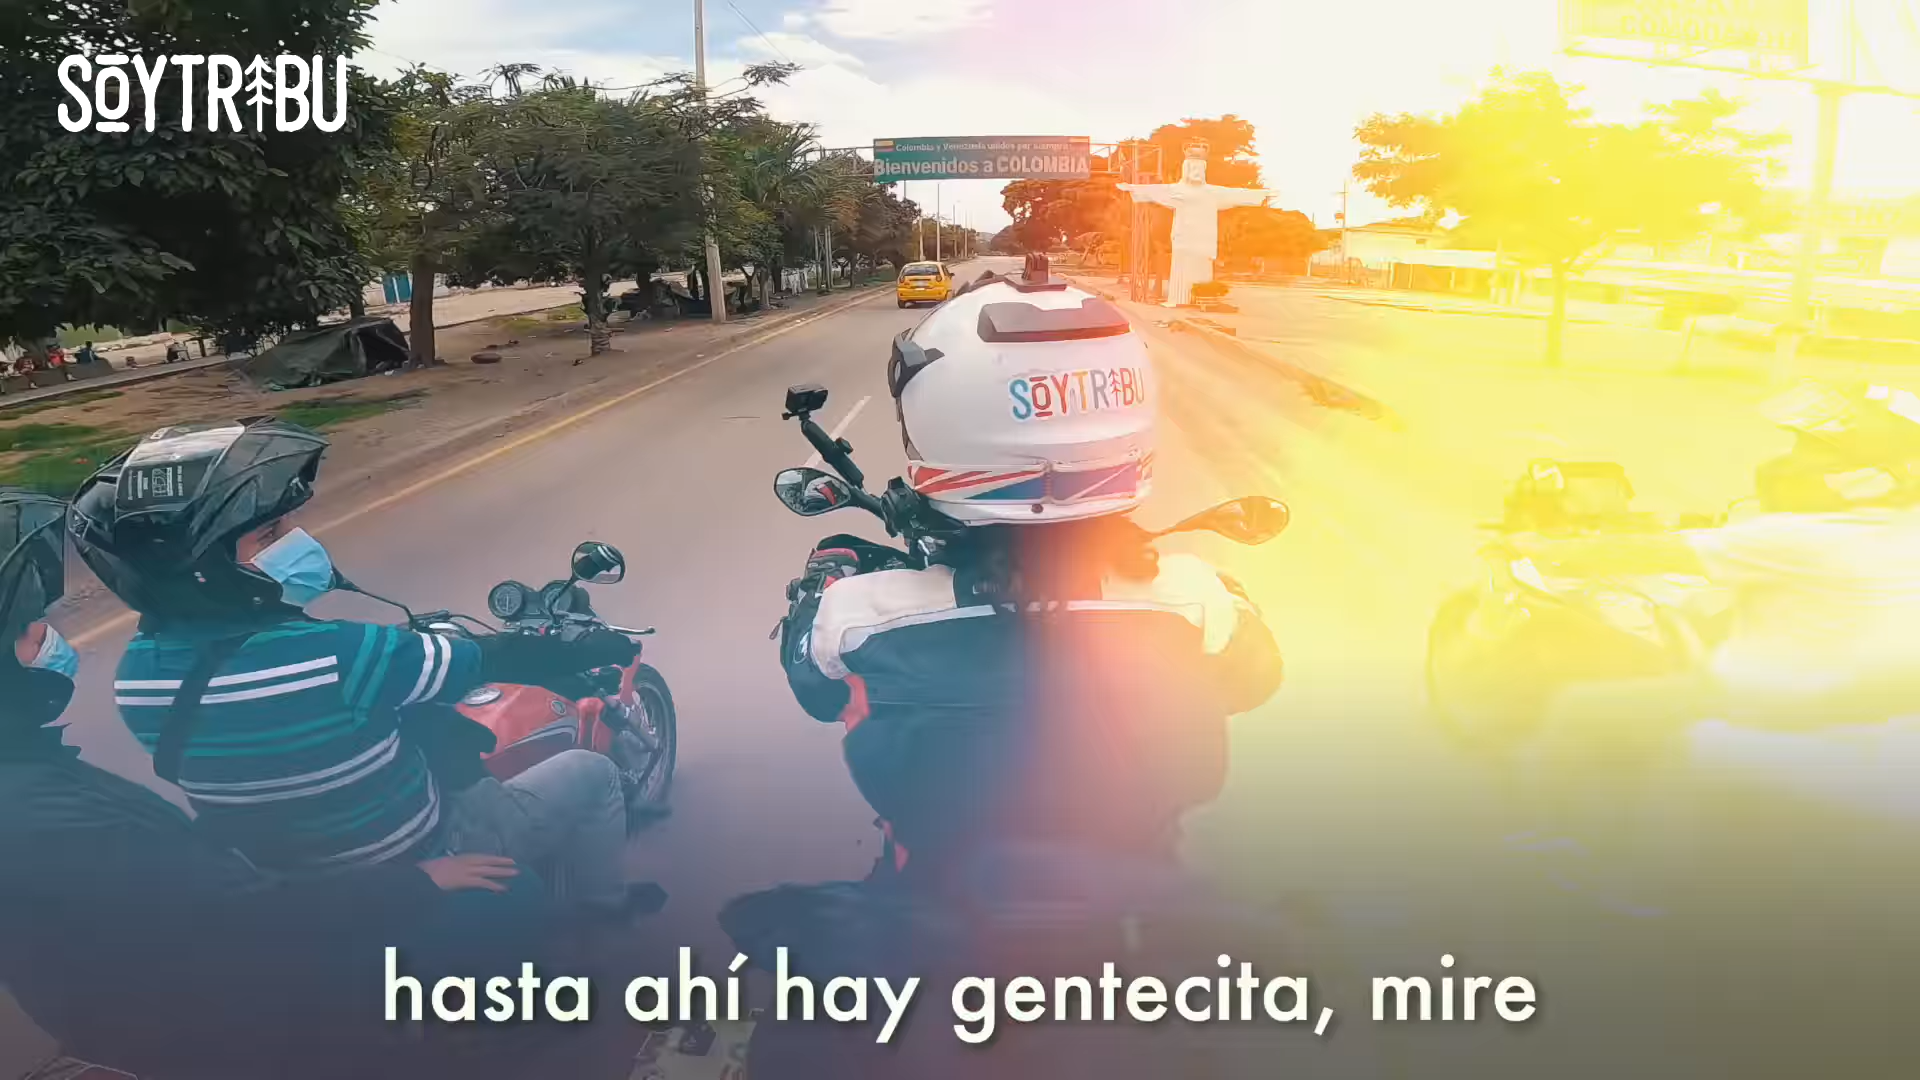 SOYTRIBU
Colombia y Venezuela unidos por siempre
Bienvenidos a COLOMBIA
SOYTRIBU
hasta ahí hay gentecita, mire